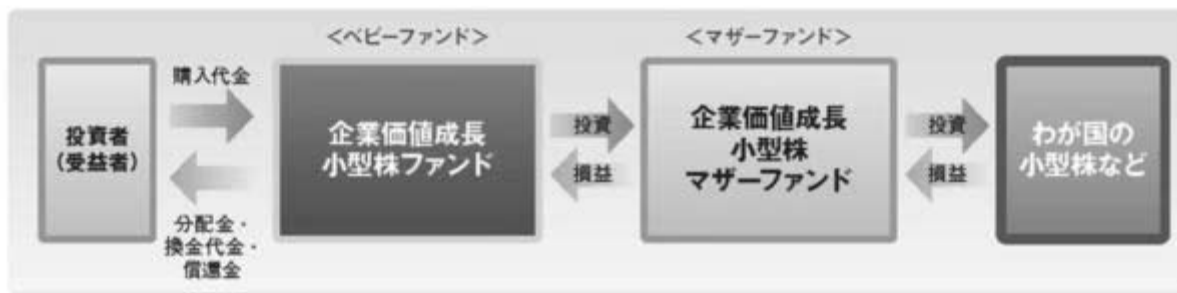 <ベビーファンド>
<マザーファンド>
購入代金
投資者
(受益者)
分配金・
換金代金・
償還金
企業価値成長
小型株ファンド
投資
損益
企業価値成長
小型株
マザーファンド
投資
損益
わが国の
小型株など